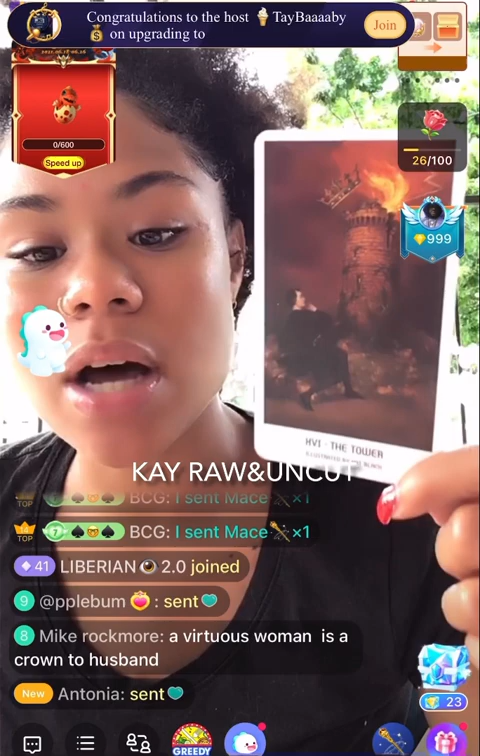 Congratulations to the host 🍦TayBaaaaby
💰 on upgrading to
Join
0/600
Speed up
26/100
999
XVI · THE TOWER
KAY RAW&UNCUT
TOP
BCG: I sent Mace ×1
TOP
BCG: I sent Mace ×1
41 LIBERIAN 👁 2.0 joined
9 @pplebum 🍑: sent
8 Mike rockmore: a virtuous woman is a
crown to husband
New Antonia: sent
23
GREEDY